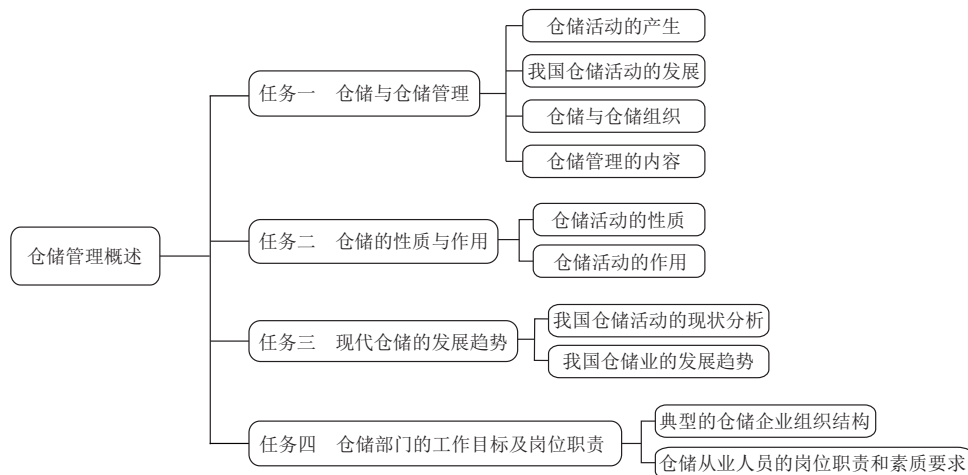 仓储管理概述
任务一 仓储与仓储管理
仓储活动的产生
我国仓储活动的发展
仓储与仓储组织
仓储管理的内容
任务二 仓储的性质与作用
仓储活动的性质
仓储活动的作用
任务三 现代仓储的发展趋势
我国仓储活动的现状分析
我国仓储业的发展趋势
任务四 仓储部门的工作目标及岗位职责
典型的仓储企业组织结构
仓储从业人员的岗位职责和素质要求